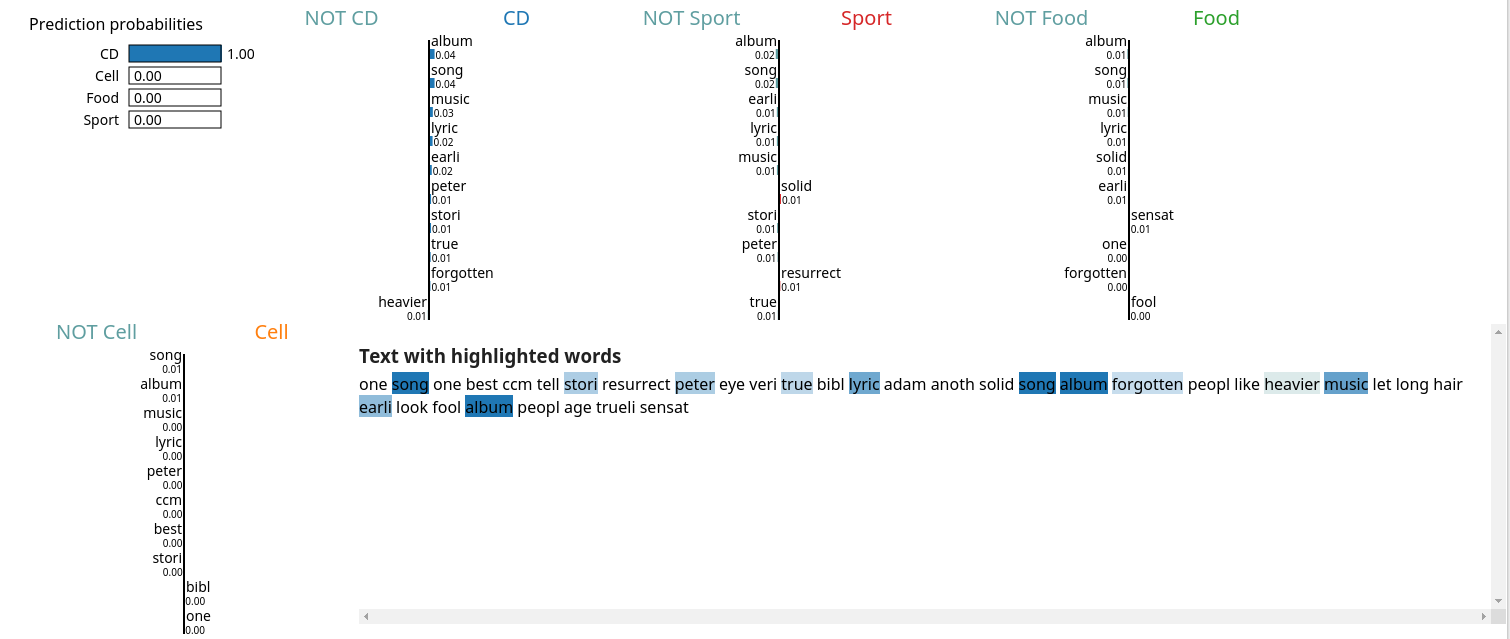 Prediction probabilities
CD 1.00
Cell 0.00
Food 0.00
Sport 0.00
NOT CD CD
album
0.04
song
0.04
music
0.03
lyric
0.02
earli
0.02
peter
0.01
stori
0.01
true
0.01
forgotten
0.01
heavier
0.01
NOT Sport Sport
album
0.02
song
0.02
earli
0.01
lyric
0.01
music
0.01
solid
0.01
stori
0.01
peter
0.01
resurrect
0.01
true
0.01
NOT Food Food
album
0.01
song
0.01
music
0.01
lyric
0.01
solid
0.01
earli
0.01
sensat
0.01
one
0.00
forgotten
0.00
fool
0.00
NOT Cell Cell
song
0.01
album
0.01
music
0.00
lyric
0.00
peter
0.00
ccm
0.00
best
0.00
stori
0.00
bibl
0.00
one
0.00
Text with highlighted words
one song one best ccm tell stori resurrect peter eye veri true bibl lyric adam anoth solid song album forgotten peopl like heavier music let long hair
earli look fool album peopl age trueli sensat